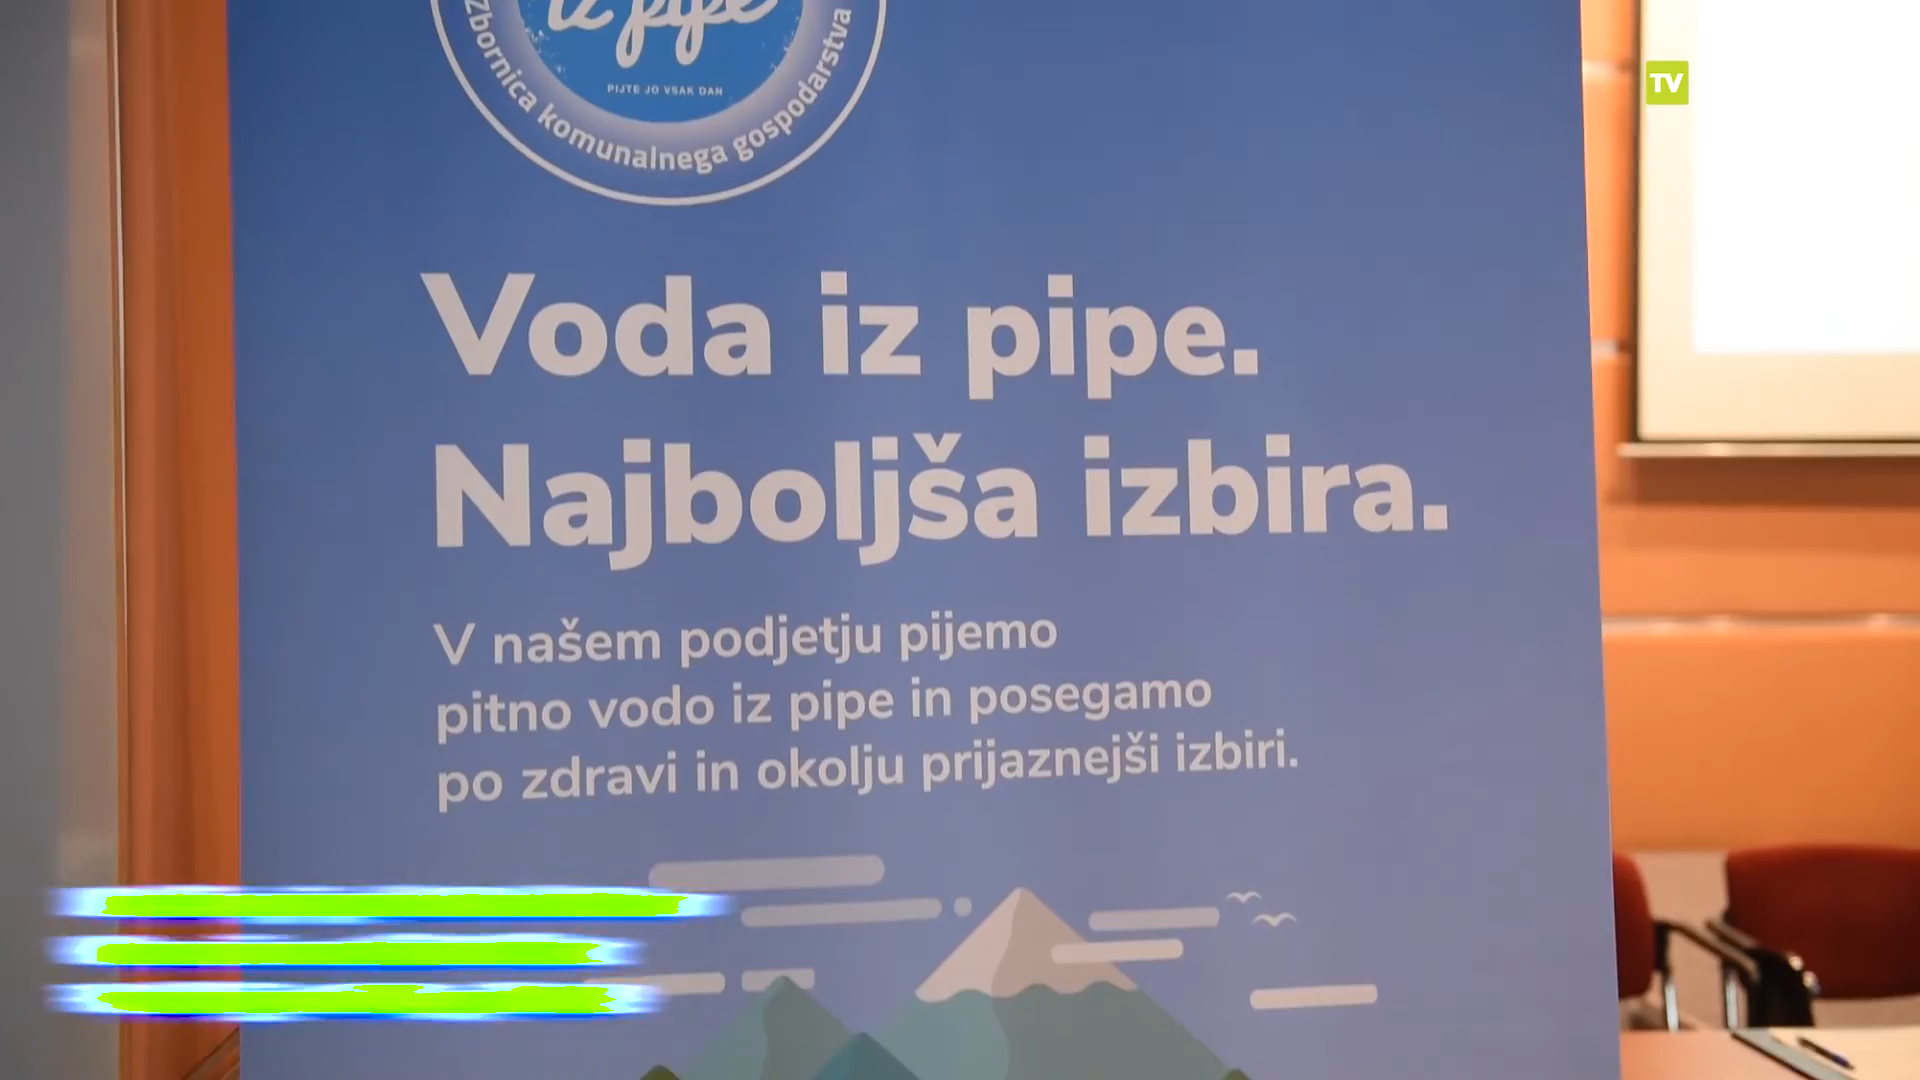 iz pipe
PIJTE JO VSAK DAN
Zbornica komunalnega gospodarstva
TV
Voda iz pipe.
Najboljša izbira.
V našem podjetju pijemo
pitno vodo iz pipe in posegamo
po zdravi in okolju prijaznejši izbiri.